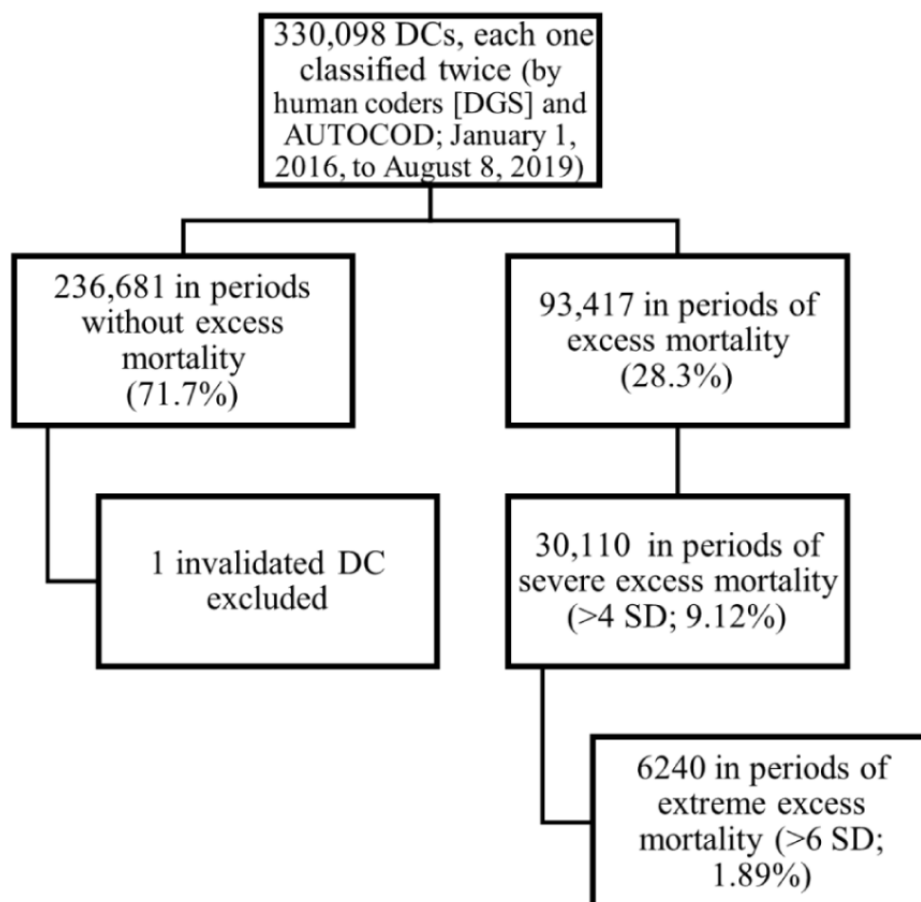 330,098 DCs, each one
classified twice (by
human coders [DGS] and
AUTOCOD; January 1,
2016, to August 8, 2019)
236,681 in periods
without excess
mortality
(71.7%)
93,417 in periods of
excess mortality
(28.3%)
1 invalidated DC
excluded
30,110 in periods of
severe excess mortality
(>4 SD; 9.12%)
6240 in periods of
extreme excess
mortality (>6 SD;
1.89%)